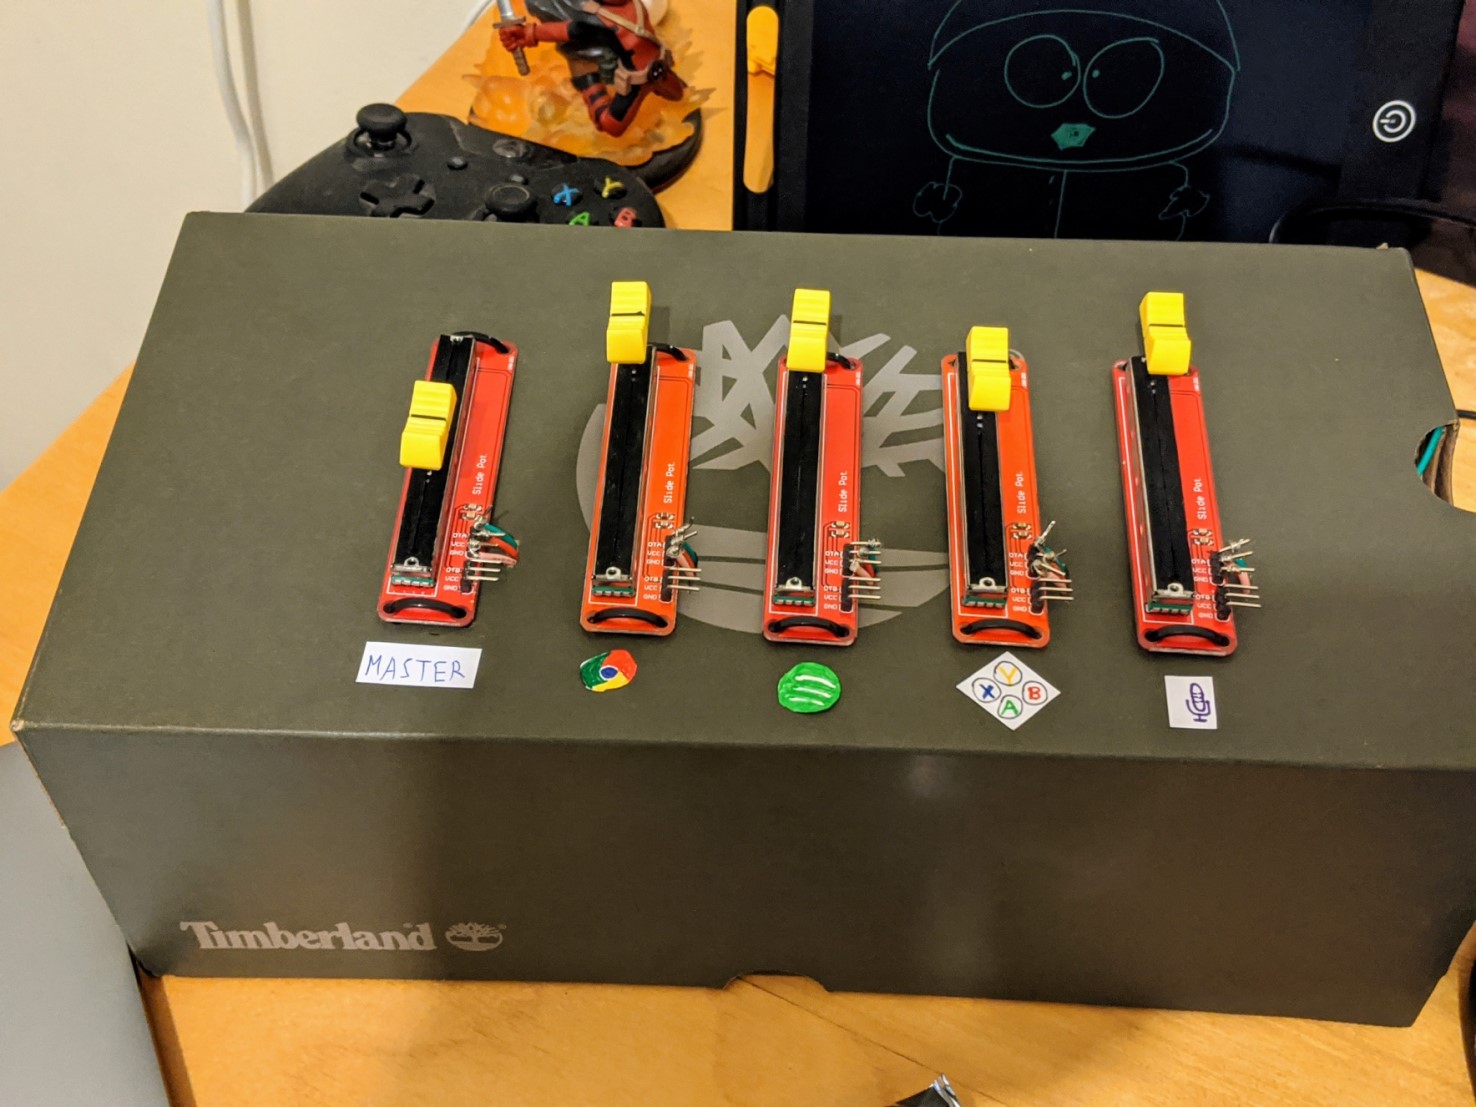 X
Y
A
B
Slide Pot.
Slide Pot.
Slide Pot.
Slide Pot.
Slide Pot.
OTA
VCC
GND
OTB
VCC
GND
OTA
VCC
GND
OTB
VCC
GND
OTA
VCC
GND
OTB
VCC
GND
OTA
VCC
GND
OTB
VCC
GND
OTA
VCC
GND
OTB
VCC
GND
MASTER
Y
X
B
A
Timberland